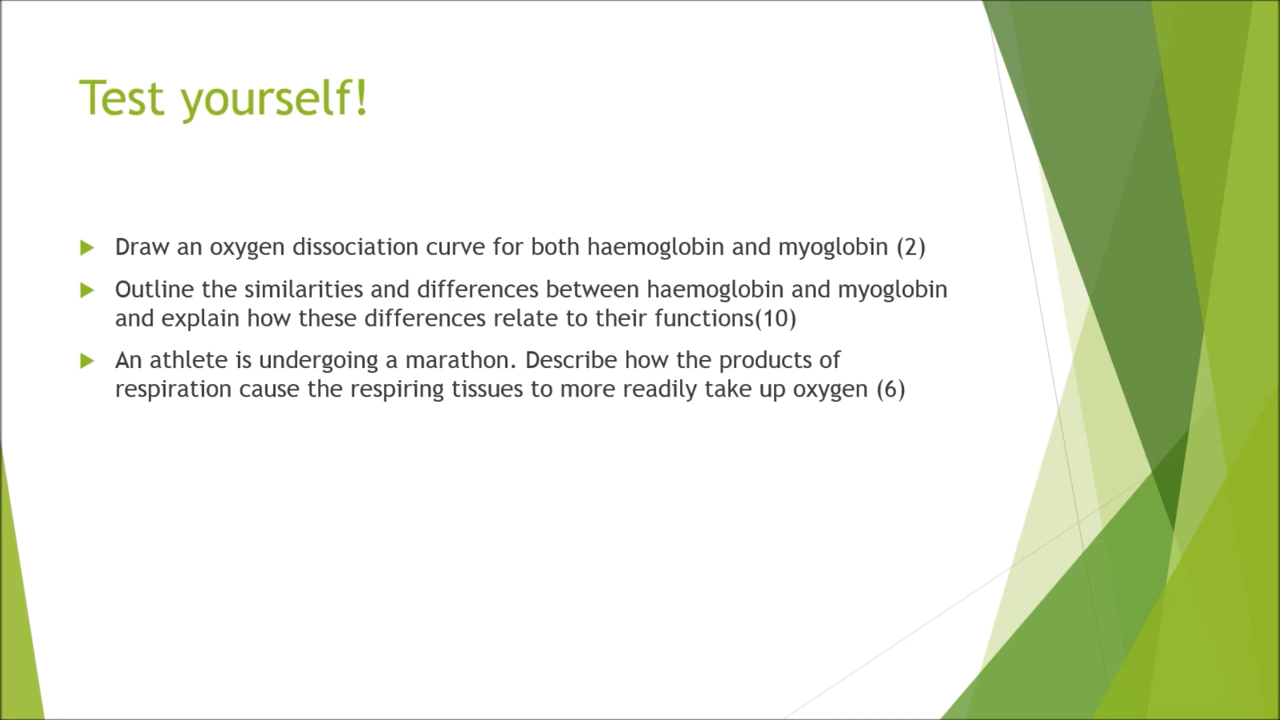 Test yourself!
Draw an oxygen dissociation curve for both haemoglobin and myoglobin (2)
Outline the similarities and differences between haemoglobin and myoglobin
and explain how these differences relate to their functions(10)
An athlete is undergoing a marathon. Describe how the products of
respiration cause the respiring tissues to more readily take up oxygen (6)